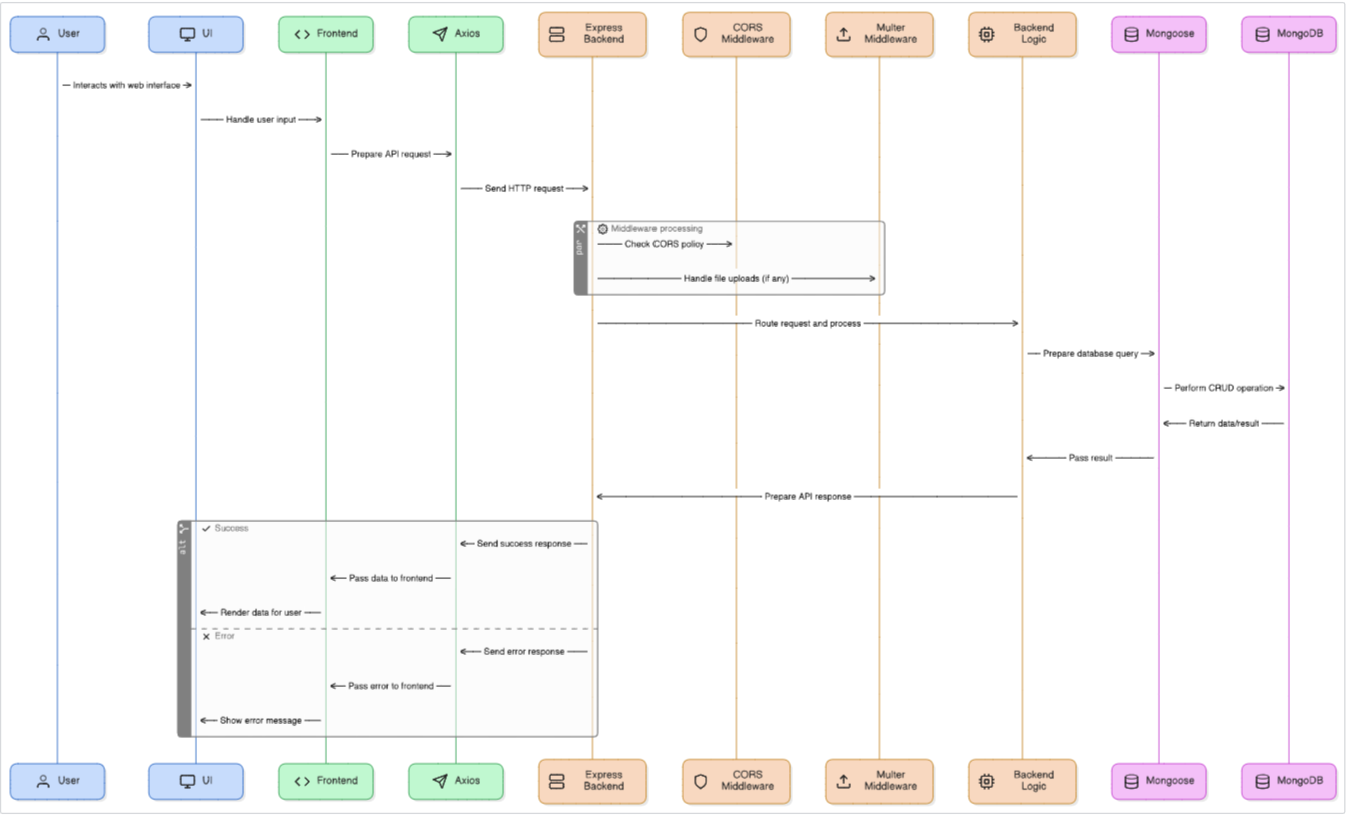 User
UI
Frontend
Axios
Express
Backend
CORS
Middleware
Multer
Middleware
Backend
Logic
Mongoose
MongoDB
Interacts with web interface
Handle user input
Prepare API request
Send HTTP request
par
Middleware processing
Check CORS policy
Handle file uploads (if any)
Route request and process
Prepare database query
Perform CRUD operation
Return data/result
Pass result
Prepare API response
alt
Success
Send success response
Pass data to frontend
Render data for user
Error
Send error response
Pass error to frontend
Show error message
User
UI
Frontend
Axios
Express
Backend
CORS
Middleware
Multer
Middleware
Backend
Logic
Mongoose
MongoDB